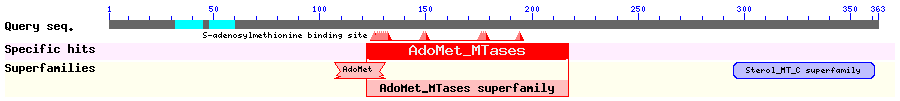 1 50 100 150 200 250 300 350 363
Query seq.
S-adenosylmethionine binding site
Specific hits
AdoMet_MTases
Superfamilies
AdoMet
Sterol_MT_C superfamily
AdoMet_MTases superfamily